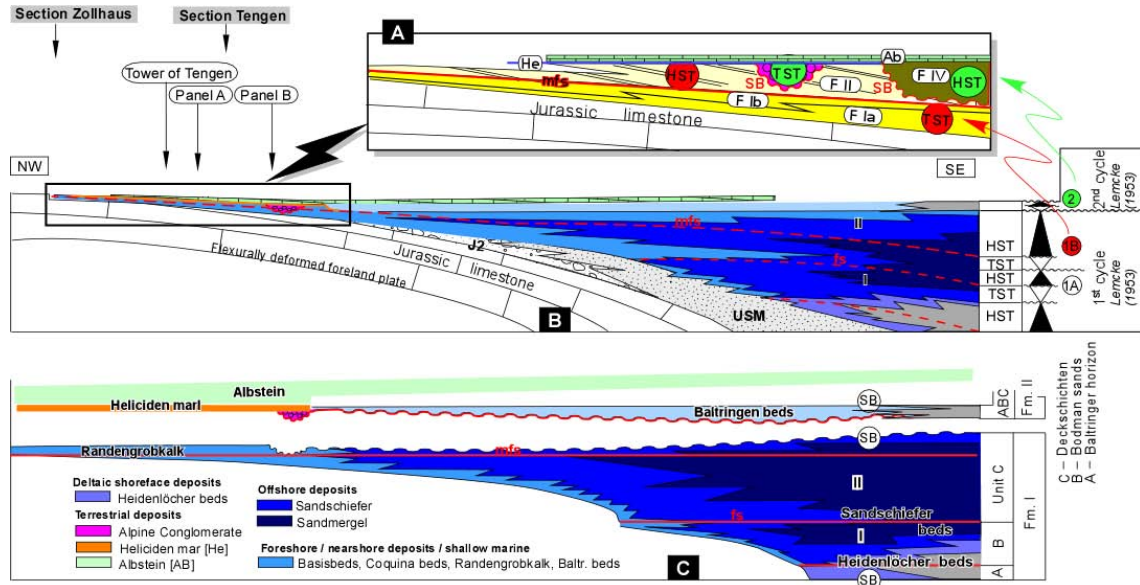 Section Zollhaus
Section Tengen
Tower of Tengen
Panel A
Panel B
A
He
mfs
HST
SB
TST
F II
SB
Ab
F IV
HST
F Ib
F Ia
TST
Jurassic limestone
NW
SE
2
2nd cycle
Lemcke
(1953)
mfs
II
fs
I
J2
USM
Jurassic
limestone
Flexurally deformed foreland plate
B
HST
TST
HST
TST
HST
1B
1A
1st cycle
Lemcke
(1953)
Albstein
Heliciden marl
Baltringen beds
SB
ABC
Fm. II
Randengrobkalk
mfs
SB
II
Sandschiefer
beds
fs
I
Heidenlöcher beds
SB
Unit C
B
A
Fm. I
C – Deckschichten
B – Bodman sands
A – Baltringer horizon
Deltaic shoreface deposits
Heidenlöcher beds
Terrestrial deposits
Alpine Conglomerate
Heliciden mar [He]
Albstein [AB]
Offshore deposits
Sandschiefer
Sandmergel
Foreshore / nearshore deposits / shallow marine
Basisbeds, Coquina beds, Randengrobkalk, Baltr. beds
C